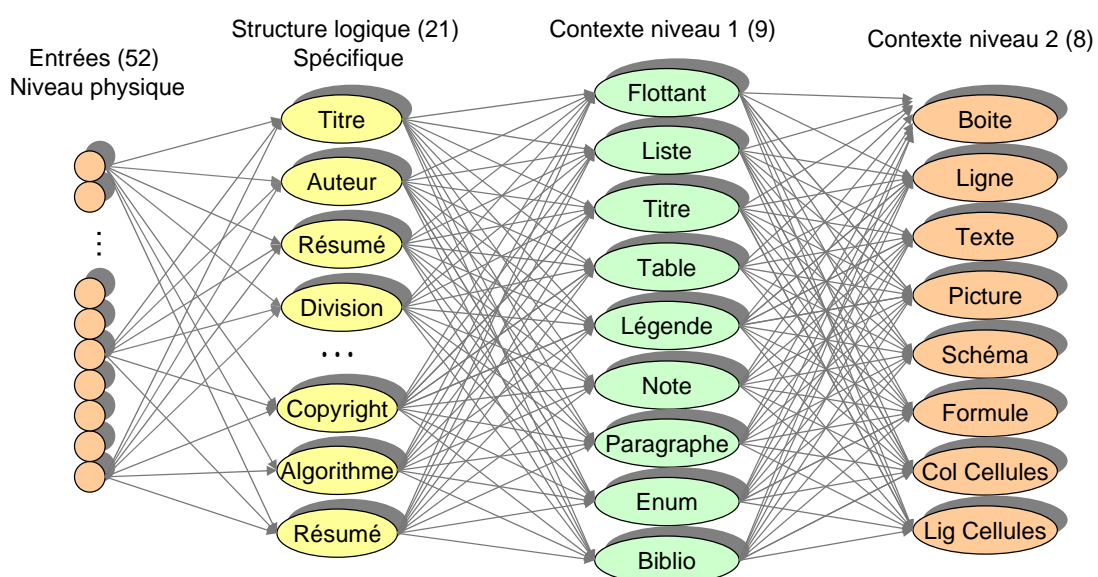 Entrées (52)
Niveau physique
Structure logique (21)
Spécifique
Contexte niveau 1 (9)
Contexte niveau 2 (8)
...
Titre
Auteur
Résumé
Division
...
Copyright
Algorithme
Résumé
Flottant
Liste
Titre
Table
Légende
Note
Paragraphe
Enum
Biblio
Boite
Ligne
Texte
Picture
Schéma
Formule
Col Cellules
Lig Cellules